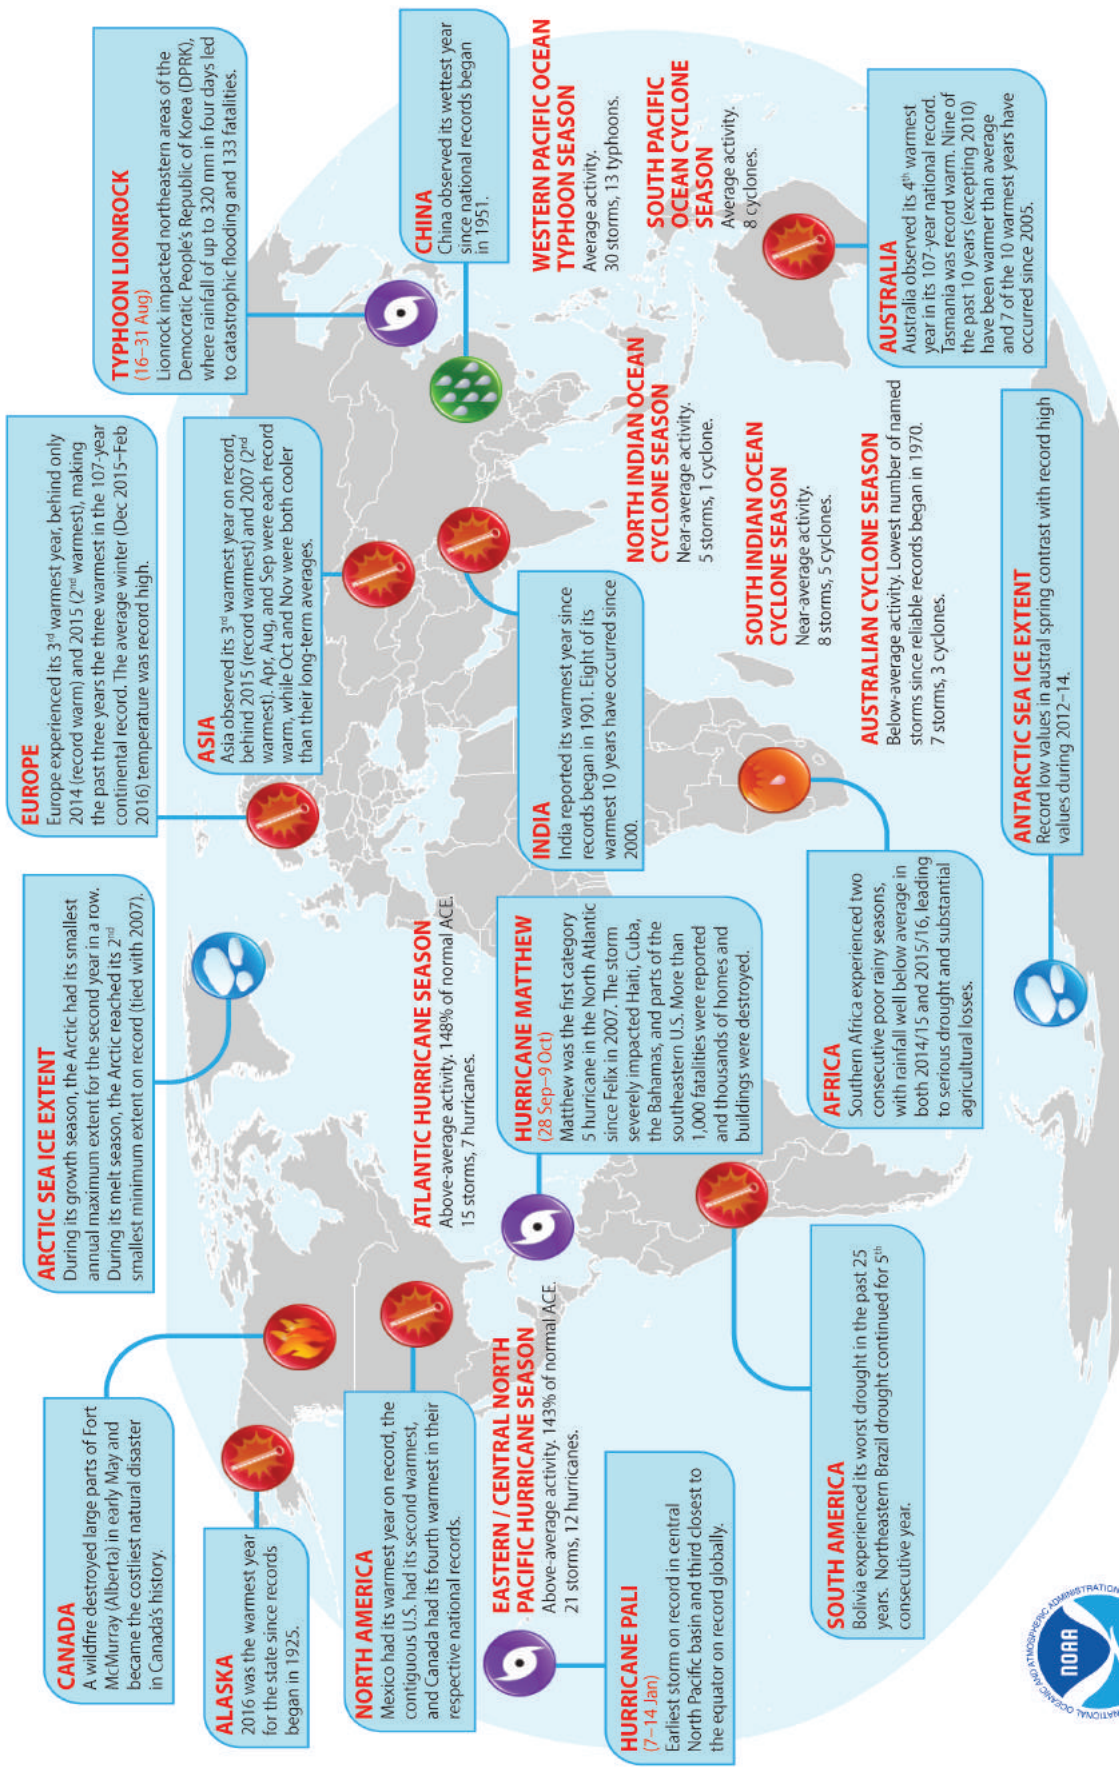 CANADA
A wildfire destroyed large parts of Fort
McMurray (Alberta) in early May and
became the costliest natural disaster
in Canada's history.
ALASKA
2016 was the warmest year
for the state since records
began in 1925.
NORTH AMERICA
Mexico had its warmest year on record, the
contiguous U.S. had its second warmest,
and Canada had its fourth warmest in their
respective national records.
EASTERN / CENTRAL NORTH
PACIFIC HURRICANE SEASON
Above-average activity. 143% of normal ACE.
21 storms, 12 hurricanes.
HURRICANE PALI
(7–14 Jan)
Earliest storm on record in central
North Pacific basin and third closest to
the equator on record globally.
SOUTH AMERICA
Bolivia experienced its worst drought in the past 25
years. Northeastern Brazil drought continued for 5th
consecutive year.
ARCTIC SEA ICE EXTENT
During its growth season, the Arctic had its smallest
annual maximum extent for the second year in a row.
During its melt season, the Arctic reached its 2nd
smallest minimum extent on record (tied with 2007).
ATLANTIC HURRICANE SEASON
Above-average activity. 148% of normal ACE.
15 storms, 7 hurricanes.
HURRICANE MATTHEW
(28 Sep–9 Oct)
Matthew was the first category
5 hurricane in the North Atlantic
since Felix in 2007. The storm
severely impacted Haiti, Cuba,
the Bahamas, and parts of the
southeastern U.S. More than
1,000 fatalities were reported
and thousands of homes and
buildings were destroyed.
AFRICA
Southern Africa experienced two
consecutive poor rainy seasons,
with rainfall well below average in
both 2014/15 and 2015/16, leading
to serious drought and substantial
agricultural losses.
EUROPE
Europe experienced its 3rd warmest year, behind only
2014 (record warm) and 2015 (2nd warmest), making
the past three years the three warmest in the 107-year
continental record. The average winter (Dec 2015–Feb
2016) temperature was record high.
ASIA
Asia observed its 3rd warmest year on record,
behind 2015 (record warmest) and 2007 (2nd
warmest). Apr, Aug, and Sep were each record
warm, while Oct and Nov were both cooler
than their long-term averages.
INDIA
India reported its warmest year since
records began in 1901. Eight of its
warmest 10 years have occurred since
2000.
TYPHOON LIONROCK
(16–31 Aug)
Lionrock impacted northeastern areas of the
Democratic People's Republic of Korea (DPRK),
where rainfall of up to 320 mm in four days led
to catastrophic flooding and 133 fatalities.
CHINA
China observed its wettest year
since national records began
in 1951.
WESTERN PACIFIC OCEAN
TYPHOON SEASON
Average activity.
30 storms, 13 typhoons.
NORTH INDIAN OCEAN
CYCLONE SEASON
Near-average activity.
5 storms, 1 cyclone.
SOUTH PACIFIC
OCEAN CYCLONE
SEASON
Average activity.
8 cyclones.
SOUTH INDIAN OCEAN
CYCLONE SEASON
Near-average activity.
8 storms, 5 cyclones.
AUSTRALIAN CYCLONE SEASON
Below-average activity. Lowest number of named
storms since reliable records began in 1970.
7 storms, 3 cyclones.
AUSTRALIA
Australia observed its 4th warmest
year in its 107-year national record.
Tasmania was record warm. Nine of
the past 10 years (excepting 2010)
have been warmer than average
and 7 of the 10 warmest years have
occurred since 2005.
ANTARCTIC SEA ICE EXTENT
Record low values in austral spring contrast with record high
values during 2012–14.
NATIONAL OCEANIC AND ATMOSPHERIC ADMINISTRATION
NOAA